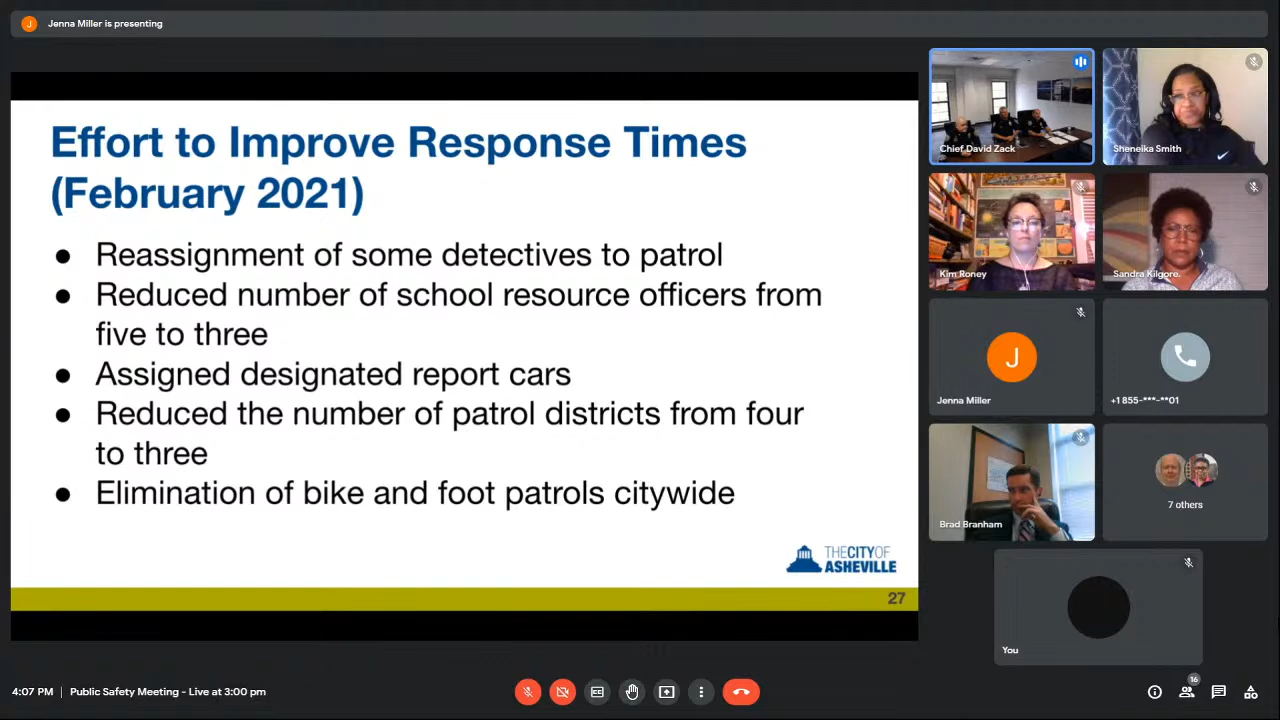 J
Jenna Miller is presenting
Effort to Improve Response Times
(February 2021)
● Reassignment of some detectives to patrol
● Reduced number of school resource officers from
five to three
● Assigned designated report cars
● Reduced the number of patrol districts from four
to three
● Elimination of bike and foot patrols citywide
THE CITY OF
ASHEVILLE
27
Chief David Zack
Sheneika Smith
Kim Roney
Sandra Kilgore.
J
Jenna Miller
+1 855-***-**01
Brad Branham
7 others
You
4:07 PM | Public Safety Meeting - Live at 3:00 pm
CC
16